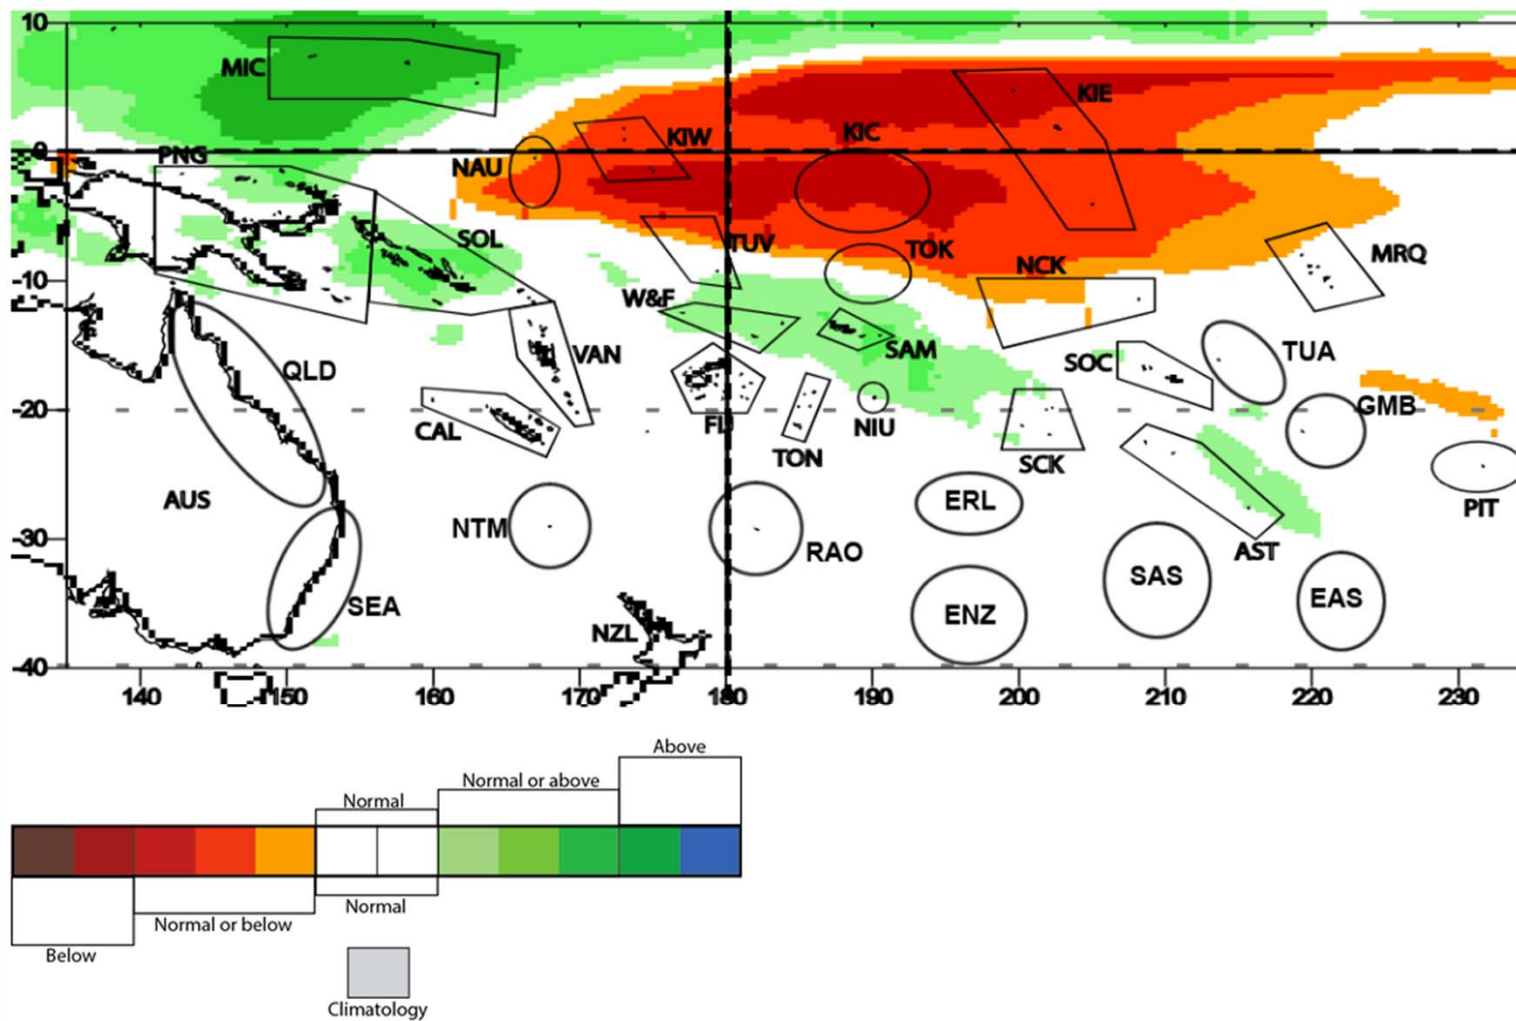 10
MIC
KIE
KIC
KIW
0
PNG
NAU
SOL
TUV
TOK
MRQ
NCK
-10
W&F
VAN
SAM
SOC
TUA
QLD
-20
CAL
FIJ
NIU
GMB
TON
SCK
AUS
ERL
PIT
NTM
RAO
AST
-30
SAS
EAS
SEA
ENZ
NZL
-40
140 150 160 170 180 190 200 210 220 230
Above
Normal or above
Normal
Normal
Normal or below
Below
Climatology